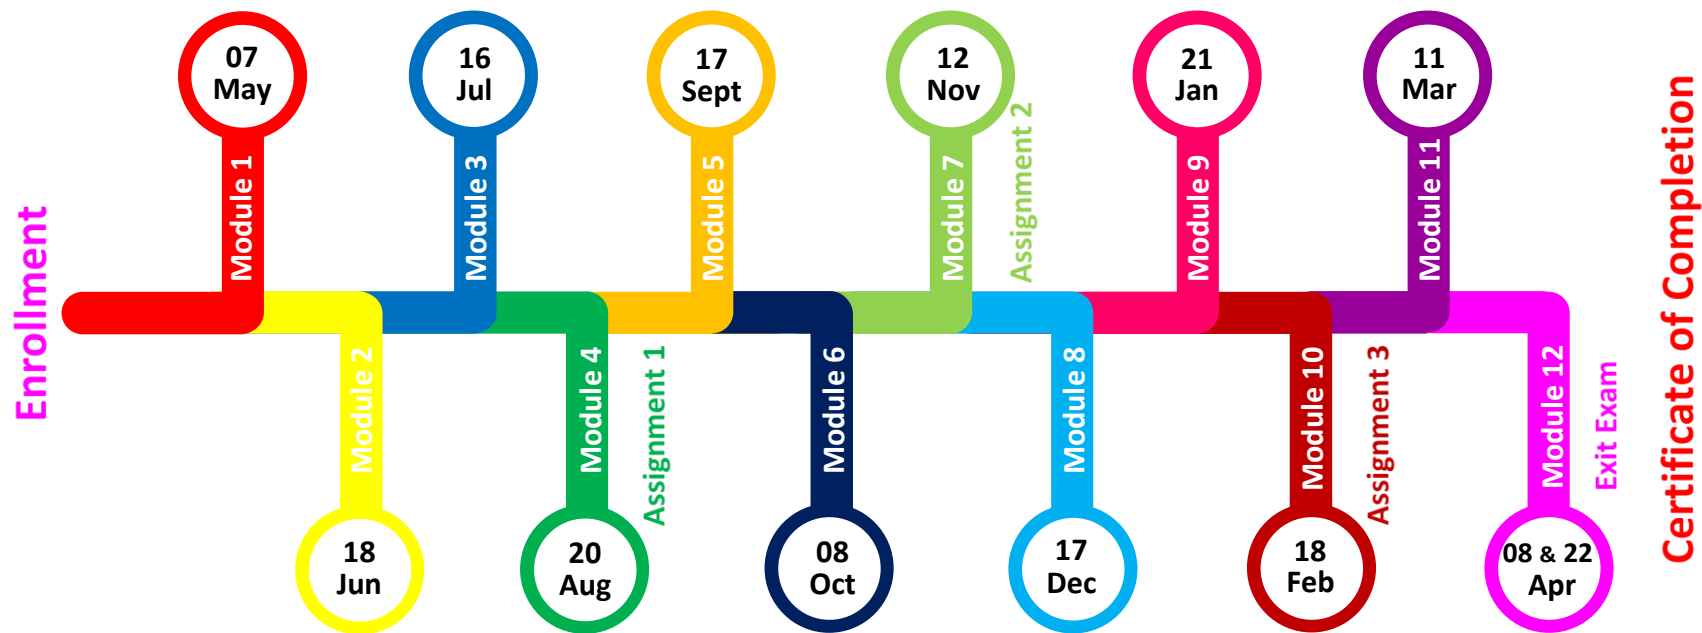 Enrollment
07
May
Module 1
18
Jun
Module 2
16
Jul
Module 3
20
Aug
Module 4
Assignment 1
17
Sept
Module 5
08
Oct
Module 6
12
Nov
Module 7
Assignment 2
17
Dec
Module 8
21
Jan
Module 9
18
Feb
Module 10
Assignment 3
11
Mar
Module 11
08 & 22
Apr
Module 12
Exit Exam
Certificate of Completion